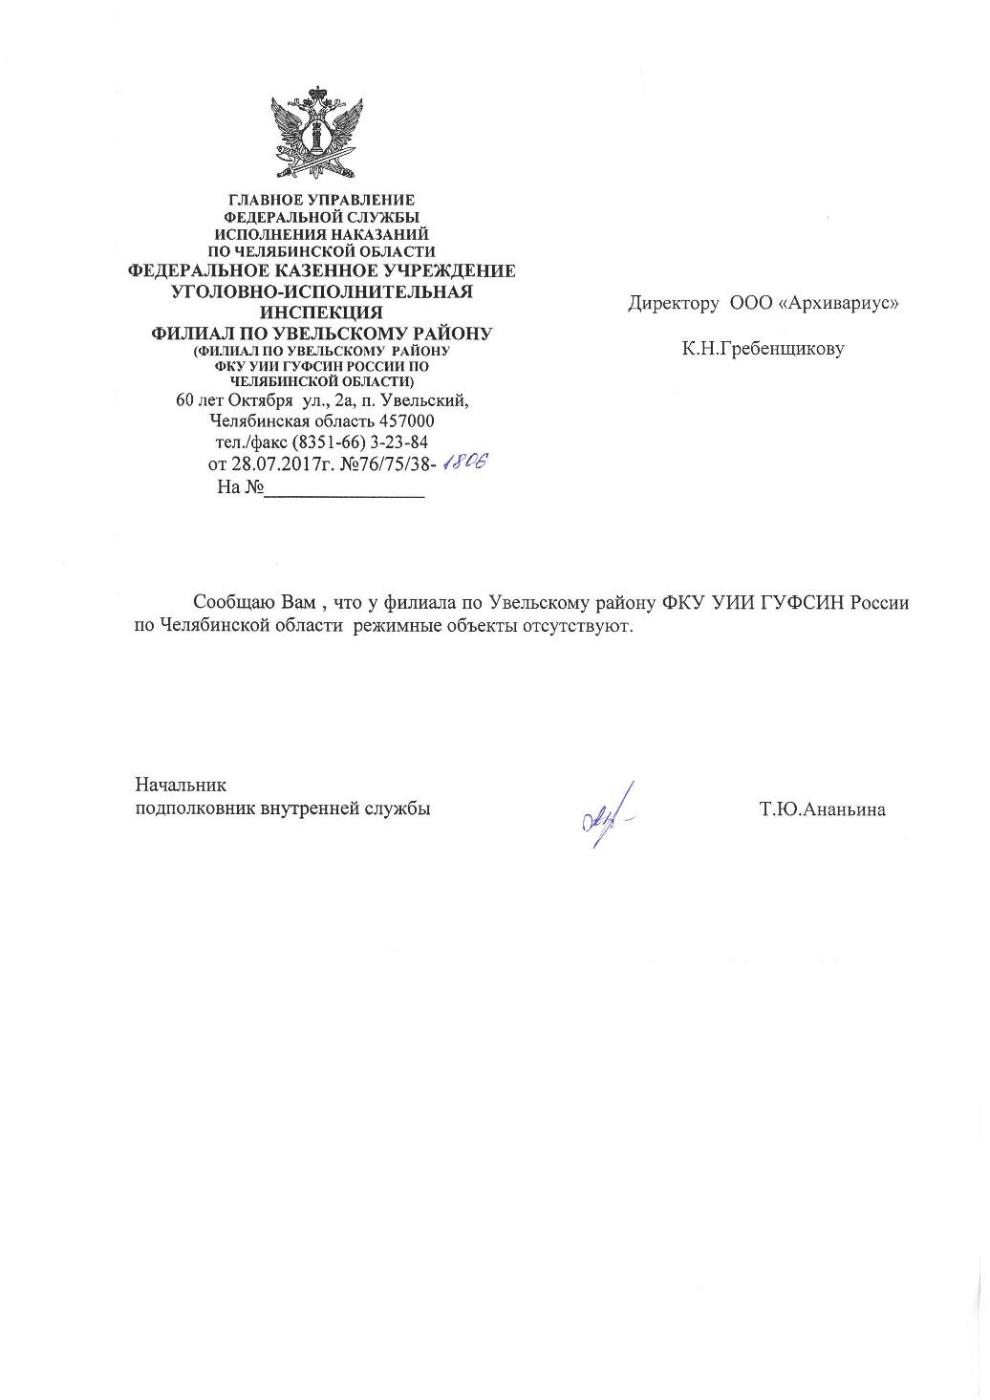 ГЛАВНОЕ УПРАВЛЕНИЕ
ФЕДЕРАЛЬНОЙ СЛУЖБЫ
ИСПОЛНЕНИЯ НАКАЗАНИЙ
ПО ЧЕЛЯБИНСКОЙ ОБЛАСТИ
ФЕДЕРАЛЬНОЕ КАЗЕННОЕ УЧРЕЖДЕНИЕ
УГОЛОВНО-ИСПОЛНИТЕЛЬНАЯ
ИНСПЕКЦИЯ
ФИЛИАЛ ПО УВЕЛЬСКОМУ РАЙОНУ
(ФИЛИАЛ ПО УВЕЛЬСКОМУ РАЙОНУ
ФКУ УИИ ГУФСИН РОССИИ ПО
ЧЕЛЯБИНСКОЙ ОБЛАСТИ)
60 лет Октября ул., 2а, п. Увельский,
Челябинская область 457000
тел./факс (8351-66) 3-23-84
от 28.07.2017г. №76/75/38- 1806
На №________________
Директору ООО «Архивариус»
К.Н.Гребенщикову
Сообщаю Вам , что у филиала по Увельскому району ФКУ УИИ ГУФСИН России
по Челябинской области режимные объекты отсутствуют.
Начальник
подполковник внутренней службы
Т.Ю.Ананьина